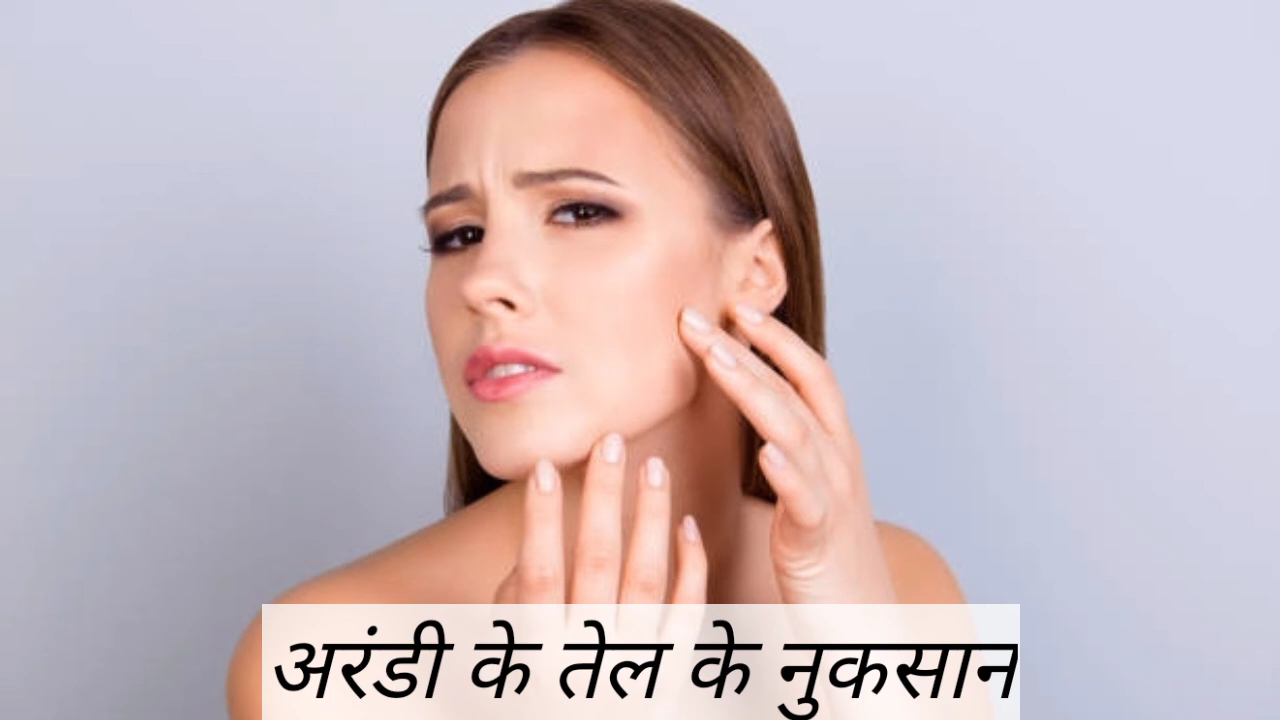 अरंडी के तेल के नुकसान